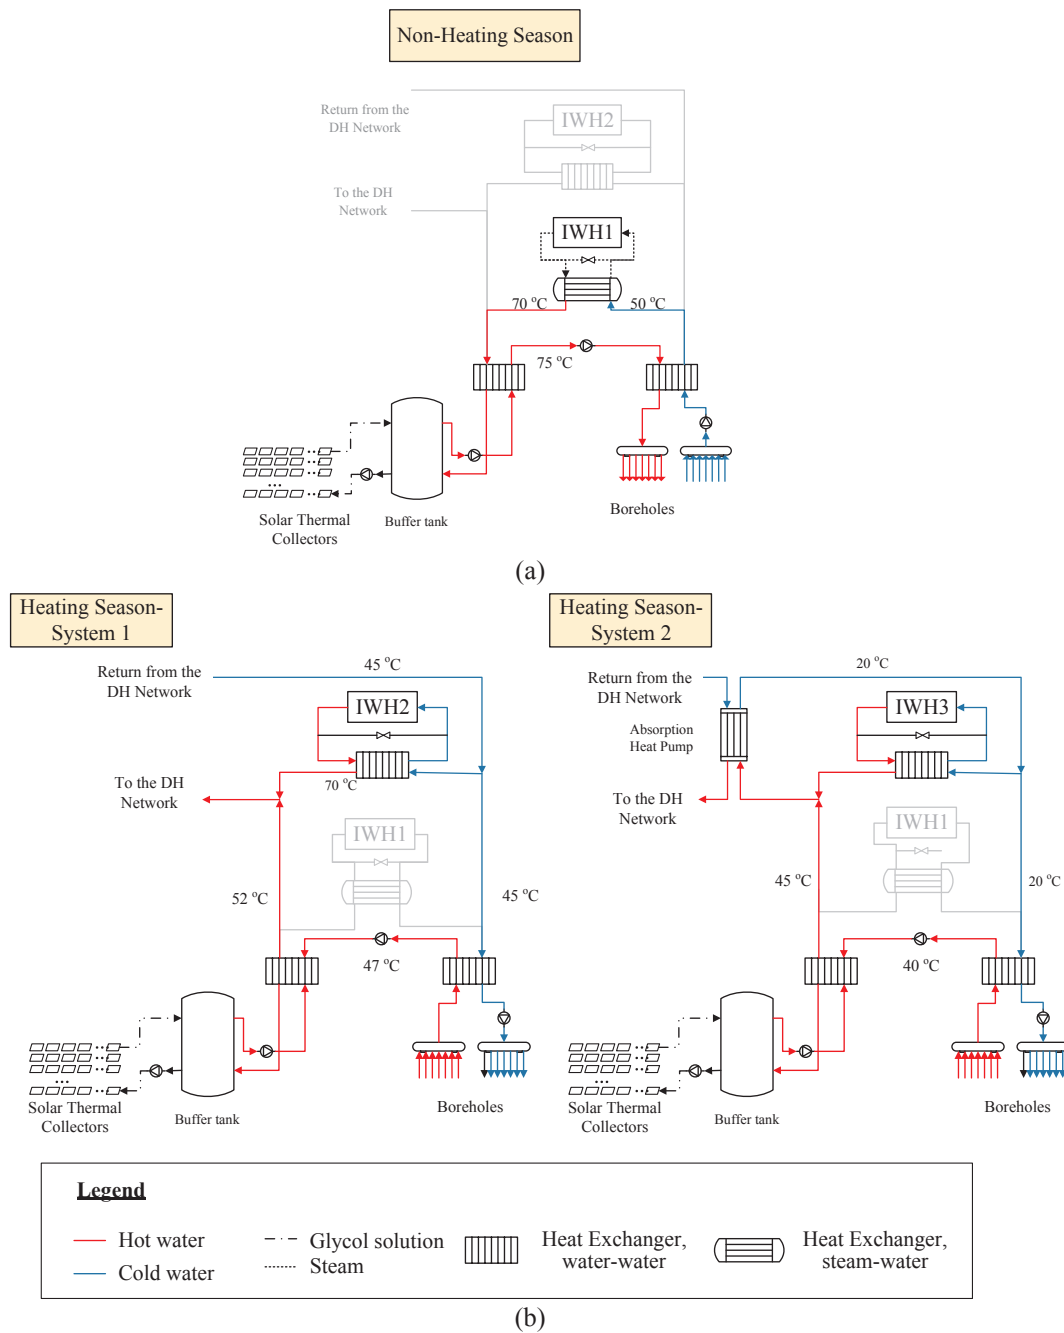 Non-Heating Season
Return from the
DH Network
IWH2
To the DH
Network
IWH1
70 °C
50 °C
75 °C
Solar Thermal
Collectors
Buffer tank
Boreholes
(a)
Heating Season-
System 1
45 °C
Return from the
DH Network
IWH2
70 °C
To the DH
Network
IWH1
52 °C
45 °C
47 °C
Solar Thermal
Collectors
Buffer tank
Boreholes
Heating Season-
System 2
20 °C
Return from the
DH Network
IWH3
Absorption
Heat Pump
To the DH
Network
IWH1
45 °C
20 °C
40 °C
Solar Thermal
Collectors
Buffer tank
Boreholes
Legend
Hot water
Cold water
Glycol solution
Steam
Heat Exchanger,
water-water
Heat Exchanger,
steam-water
(b)